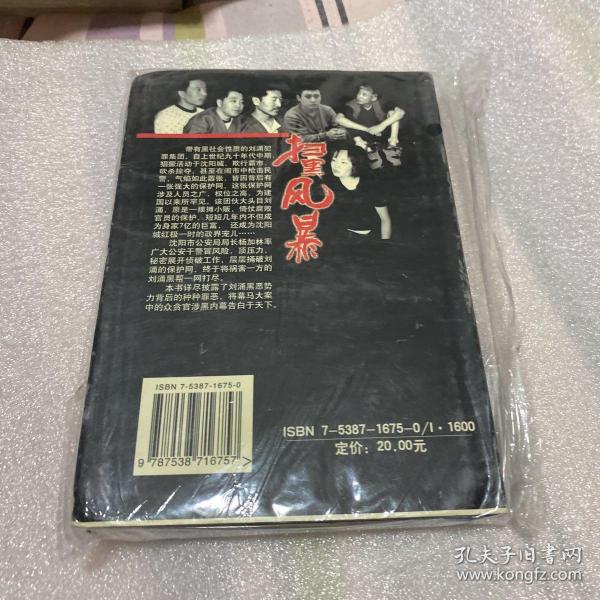 扫黑风暴
带有黑社会性质的刘涌犯
罪集团，自上世纪九十年代中期，
猖獗活动于沈阳城，欺行霸市、
砍杀掠夺，甚至在闹市中枪击民
警，气焰如此嚣张，皆因背后有
一张强大的保护网，这张保护网
涉及人员之广，权位之高，为建
国以来所罕见。该团伙大头目刘
涌，原是一摆摊小贩，倚仗腐败
官员的保护，短短几年内不但成
为身家7亿的巨富， 还成为沈阳
城红极一时的政界宠儿……
沈阳市公安局局长杨加林率
广大公安干警冒风险，顶压力，
秘密展开侦破工作，层层捅破刘
涌的保护网，终于将祸害一方的
刘涌黑帮一网打尽。
本书详尽披露了刘涌黑恶势
力背后的种种罪恶，将幕马大案
中的众贪官涉黑内幕告白于天下。
ISBN 7-5387-1675-0
9 787538 716757 >
ISBN 7-5387-1675-0/I·1600
定价：20.00元
孔夫子旧书网
www.kongfz.com